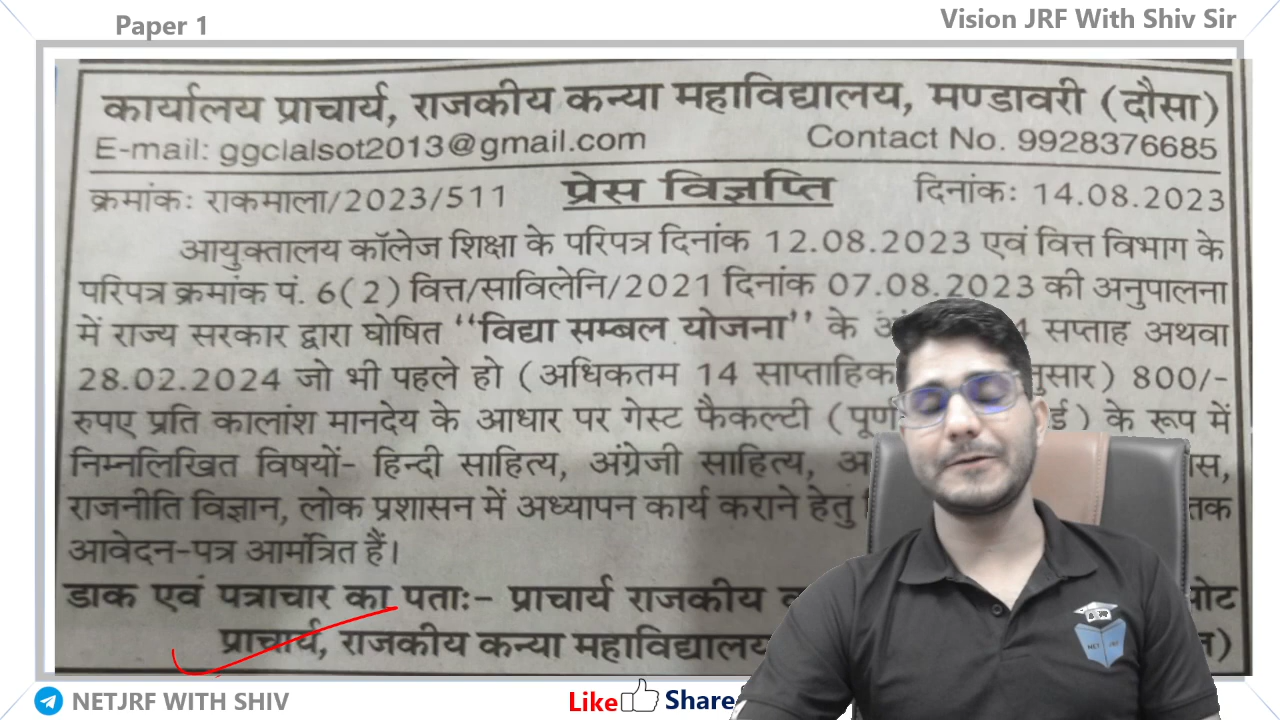 Paper 1
Vision JRF With Shiv Sir
कार्यालय प्राचार्य, राजकीय कन्या महाविद्यालय, मण्डावरी (दौसा)
E-mail: ggclalsot2013@gmail.com Contact No. 9928376685
क्रमांकः राकमाला/2023/511 प्रेस विज्ञप्ति दिनांकः 14.08.2023
आयुक्तालय कॉलेज शिक्षा के परिपत्र दिनांक 12.08.2023 एवं वित्त विभाग के
परिपत्र क्रमांक पं. 6(2) वित्त/साविलेनि/2021 दिनांक 07.08.2023 की अनुपालना
में राज्य सरकार द्वारा घोषित ‘‘विद्या सम्बल योजना’’ के 4 सप्ताह अथवा
28.02.2024 जो भी पहले हो (अधिकतम 14 साप्ताहिक नुसार) 800/-
रुपए प्रति कालांश मानदेय के आधार पर गेस्ट फैकल्टी (पूर्ण र्ड) के रूप में
निम्नलिखित विषयों- हिन्दी साहित्य, अंग्रेजी साहित्य, स,
राजनीति विज्ञान, लोक प्रशासन में अध्यापन कार्य कराने हेतु तक
आवेदन-पत्र आमंत्रित हैं।
डाक एवं पत्राचार का पताः- प्राचार्य राजकीय
प्राचार्य, राजकीय कन्या महाविद्यालय
NET JRF
NETJRF WITH SHIV
Like Share